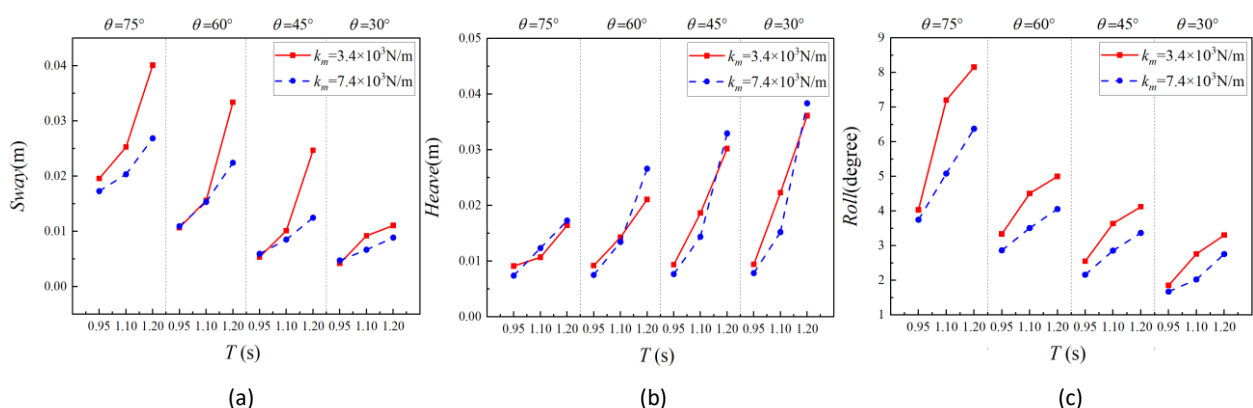 θ=75° θ=60° θ=45° θ=30°
k_m=3.4×10³N/m
k_m=7.4×10³N/m
Sway(m)
0.04
0.03
0.02
0.01
0.00
0.95 1.10 1.20 0.95 1.10 1.20 0.95 1.10 1.20 0.95 1.10 1.20
T (s)
(a)
θ=75° θ=60° θ=45° θ=30°
k_m=3.4×10³N/m
k_m=7.4×10³N/m
Heave(m)
0.05
0.04
0.03
0.02
0.01
0.00
0.95 1.10 1.20 0.95 1.10 1.20 0.95 1.10 1.20 0.95 1.10 1.20
T (s)
(b)
θ=75° θ=60° θ=45° θ=30°
k_m=3.4×10³N/m
k_m=7.4×10³N/m
Roll(degree)
9
8
7
6
5
4
3
2
1
0.95 1.10 1.20 0.95 1.10 1.20 0.95 1.10 1.20 0.95 1.10 1.20
T (s)
(c)